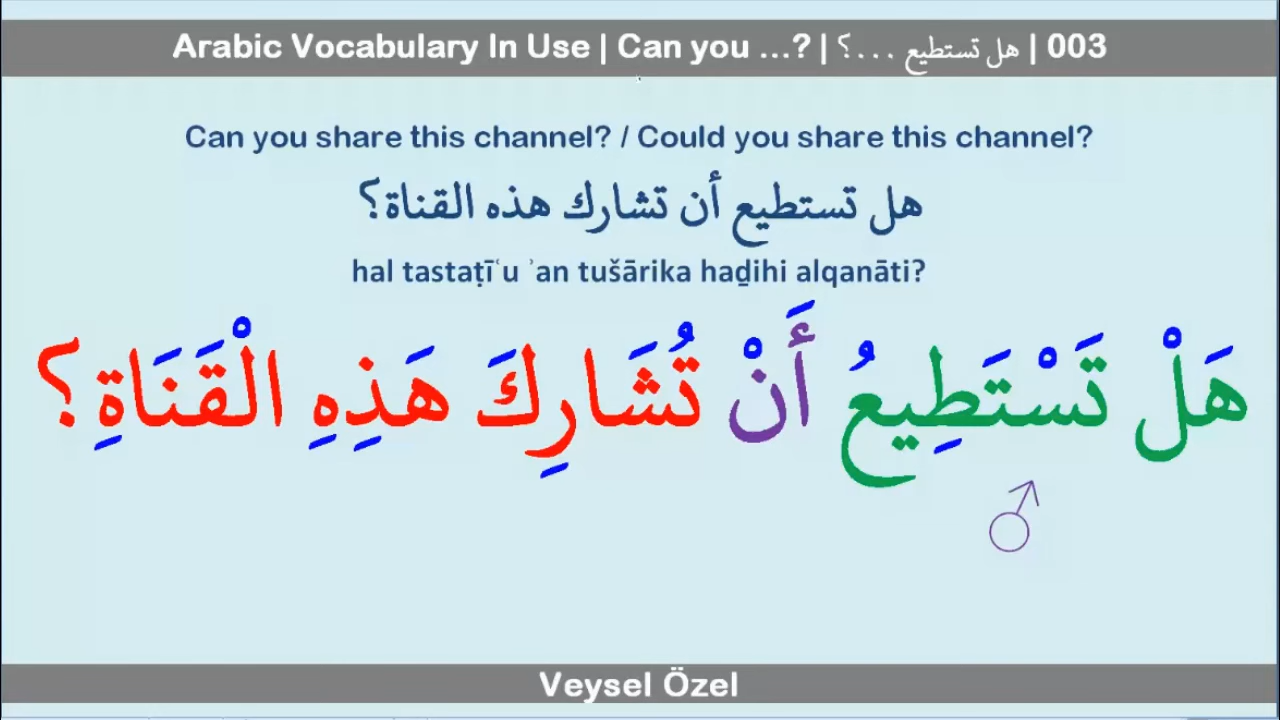 Arabic Vocabulary In Use | Can you ...? | هل تستطيع ...؟ | 003
Can you share this channel? / Could you share this channel?
هل تستطيع أن تشارك هذه القناة؟
hal tastaṭīʿu ʾan tušārika haḏihi alqanāti?
هَلْ تَسْتَطِيعُ أَنْ تُشَارِكَ هَذِهِ الْقَنَاةِ؟
♂
Veysel Özel